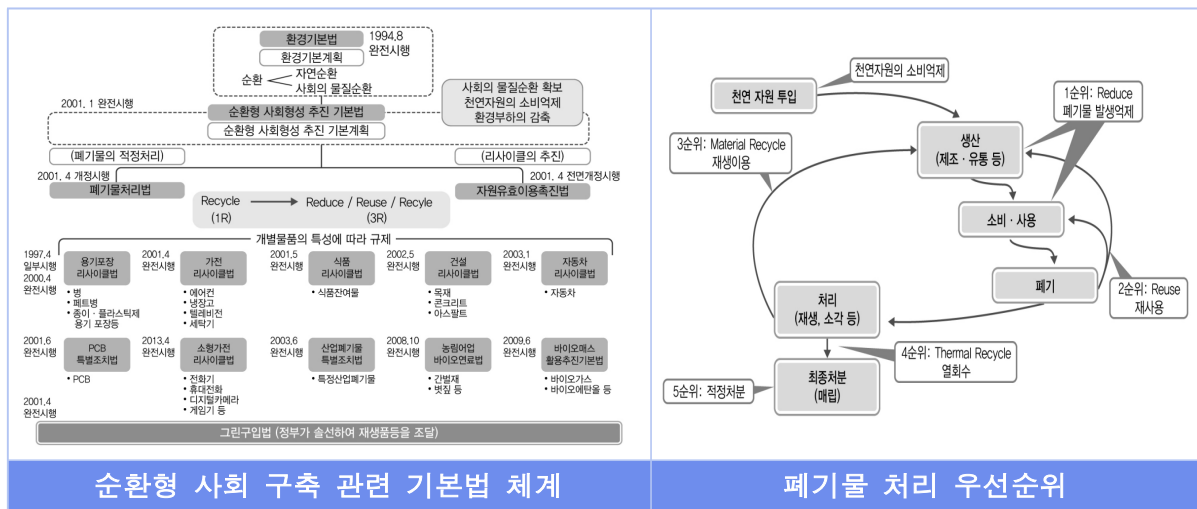 환경기본법
1994.8
완전시행
환경기본계획
순환
자연순환
사회의 물질순환
사회의 물질순환 확보
천연자원의 소비억제
환경부하의 감축
2001. 1 완전시행
순환형 사회형성 추진 기본법
순환형 사회형성 추진 기본계획
(폐기물의 적정처리)
(리사이클의 추진)
2001. 4 개정시행
2001. 4 전면개정시행
폐기물처리법
자원유효이용촉진법
Recycle
(1R)
Reduce / Reuse / Recyle
(3R)
개별물품의 특성에 따라 규제
1997.4
일부시행
2000.4
완전시행
용기포장
리사이클법
• 병
• 페트병
• 종이 · 플라스틱제
용기 포장등
2001.4
완전시행
가전
리사이클법
• 에어컨
• 냉장고
• 텔레비전
• 세탁기
2001.5
완전시행
식품
리사이클법
• 식품잔여물
2002.5
완전시행
건설
리사이클법
• 목재
• 콘크리트
• 아스팔트
2003.1
완전시행
자동차
리사이클법
• 자동차
2001.6
완전시행
PCB
특별조치법
• PCB
2013.4
완전시행
소형가전
리사이클법
• 전화기
• 휴대전화
• 디지털카메라
• 게임기 등
2003.6
완전시행
산업폐기물
특별조치법
• 특정산업폐기물
2008.10
완전시행
농림어업
바이오연료법
• 간벌재
• 볏짚 등
2009.6
완전시행
바이오매스
활용추진기본법
• 바이오가스
• 바이오에탄올 등
2001.4
완전시행
그린구입법 (정부가 솔선하여 재생품등을 조달)
순환형 사회 구축 관련 기본법 체계
천연자원의 소비억제
천연 자원 투입
1순위: Reduce
폐기물 발생억제
생산
(제조 · 유통 등)
3순위: Material Recycle
재생이용
소비 · 사용
폐기
2순위: Reuse
재사용
처리
(재생, 소각 등)
4순위: Thermal Recycle
열회수
최종처분
(매립)
5순위: 적정처분
폐기물 처리 우선순위